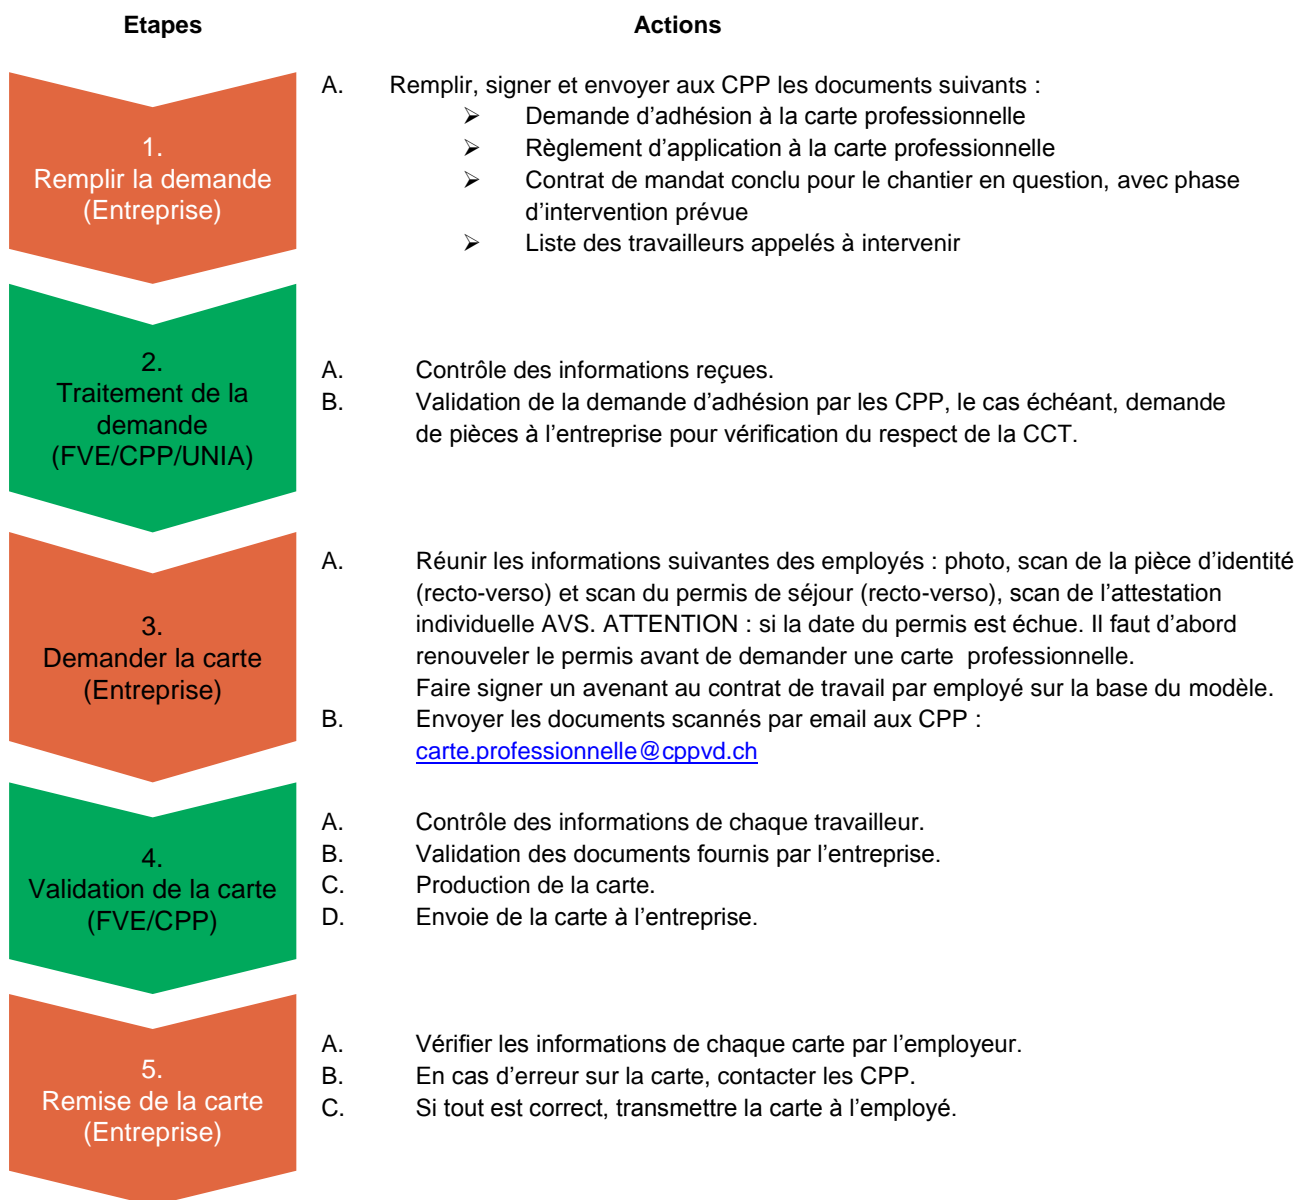 Etapes Actions
1.
Remplir la demande
(Entreprise)
A. Remplir, signer et envoyer aux CPP les documents suivants :
➢ Demande d’adhésion à la carte professionnelle
➢ Règlement d’application à la carte professionnelle
➢ Contrat de mandat conclu pour le chantier en question, avec phase
d’intervention prévue
➢ Liste des travailleurs appelés à intervenir
2.
Traitement de la
demande
(FVE/CPP/UNIA)
A. Contrôle des informations reçues.
B. Validation de la demande d’adhésion par les CPP, le cas échéant, demande
de pièces à l’entreprise pour vérification du respect de la CCT.
3.
Demander la carte
(Entreprise)
A. Réunir les informations suivantes des employés : photo, scan de la pièce d’identité
(recto-verso) et scan du permis de séjour (recto-verso), scan de l’attestation
individuelle AVS. ATTENTION : si la date du permis est échue. Il faut d’abord
renouveler le permis avant de demander une carte professionnelle.
Faire signer un avenant au contrat de travail par employé sur la base du modèle.
B. Envoyer les documents scannés par email aux CPP :
carte.professionnelle@cppvd.ch
4.
Validation de la carte
(FVE/CPP)
A. Contrôle des informations de chaque travailleur.
B. Validation des documents fournis par l’entreprise.
C. Production de la carte.
D. Envoie de la carte à l’entreprise.
5.
Remise de la carte
(Entreprise)
A. Vérifier les informations de chaque carte par l’employeur.
B. En cas d’erreur sur la carte, contacter les CPP.
C. Si tout est correct, transmettre la carte à l’employé.